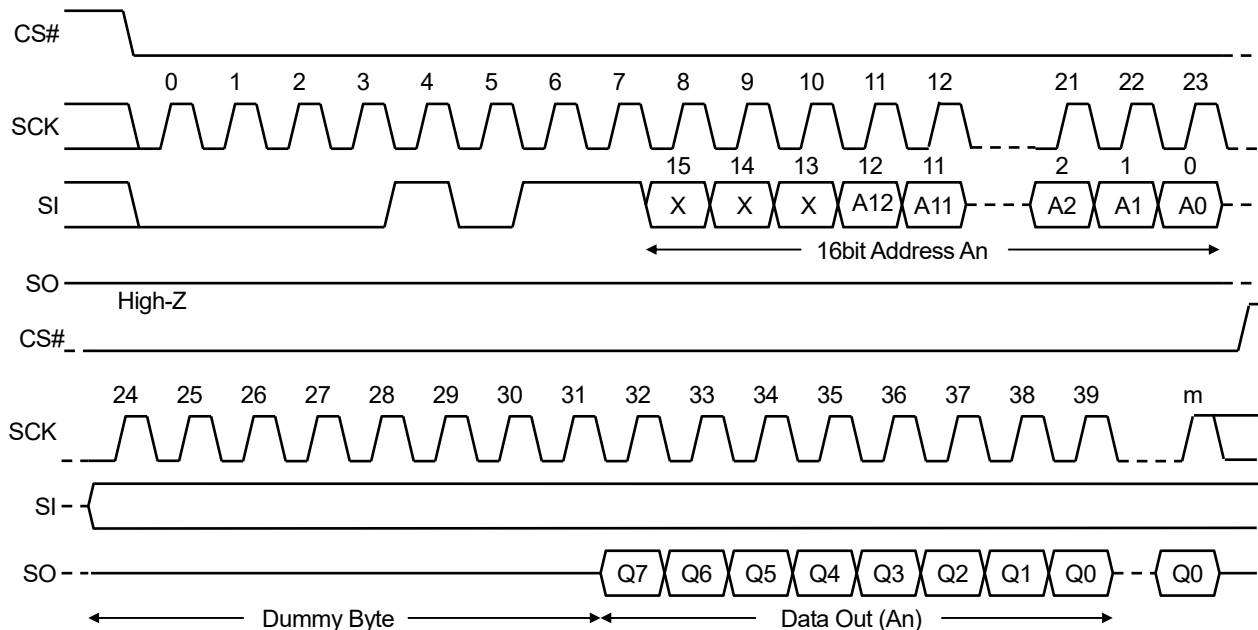 CS#
0 1 2 3 4 5 6 7 8 9 10 11 12 21 22 23
SCK
15 14 13 12 11 2 1 0
SI X X X A12 A11 A2 A1 A0
16bit Address An
SO
High-Z
CS#
24 25 26 27 28 29 30 31 32 33 34 35 36 37 38 39 m
SCK
SI
SO Q7 Q6 Q5 Q4 Q3 Q2 Q1 Q0 Q0
Dummy Byte Data Out (An)